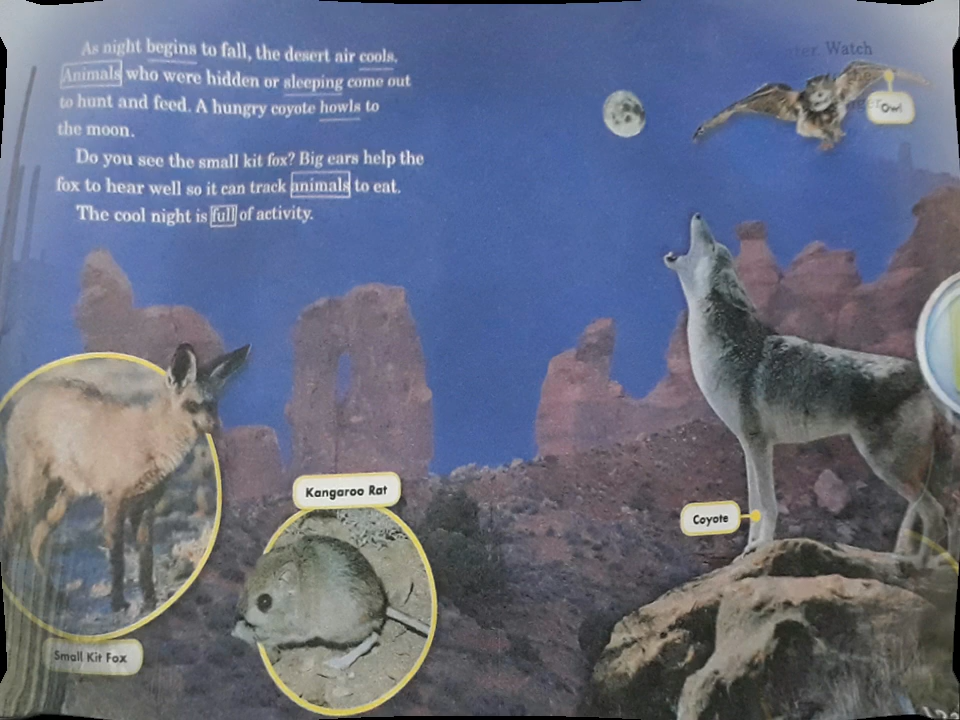 As night begins to fall, the desert air cools.
Animals who were hidden or sleeping come out
to hunt and feed. A hungry coyote howls to
the moon.
Do you see the small kit fox? Big ears help the
fox to hear well so it can track animals to eat.
The cool night is full of activity.
Watch
Owl
Kangaroo Rat
Coyote
Small Kit Fox